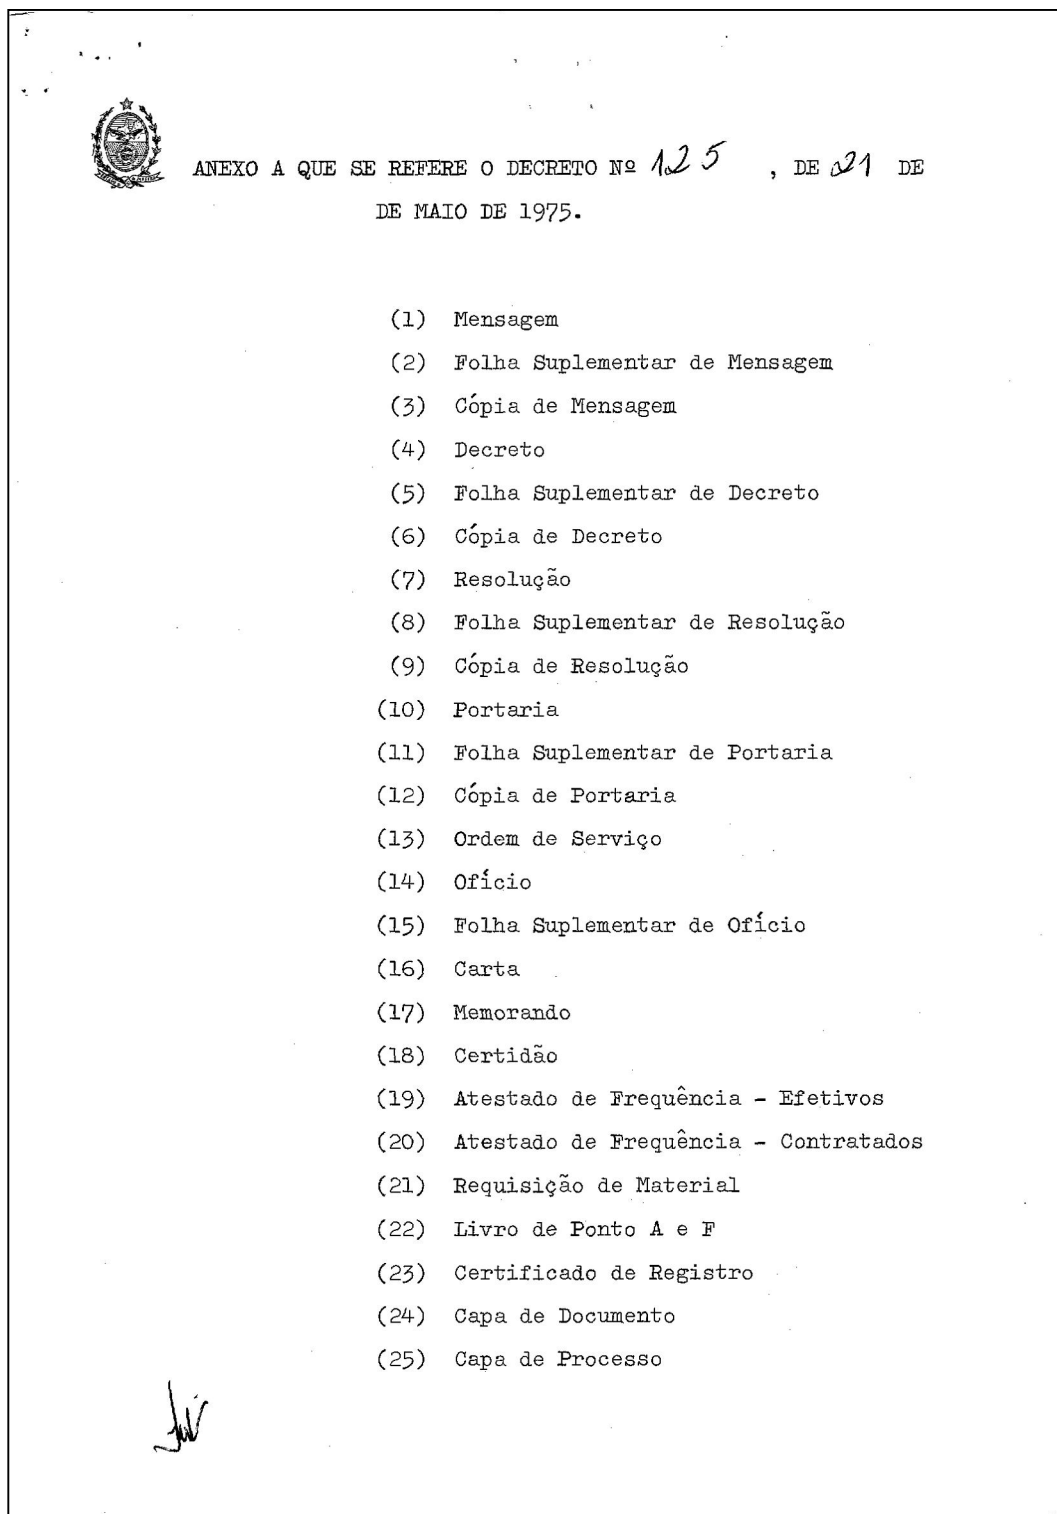 ANEXO A QUE SE REFERE O DECRETO Nº 125 , DE 21 DE
DE MAIO DE 1975.
(1) Mensagem
(2) Folha Suplementar de Mensagem
(3) Cópia de Mensagem
(4) Decreto
(5) Folha Suplementar de Decreto
(6) Cópia de Decreto
(7) Resolução
(8) Folha Suplementar de Resolução
(9) Cópia de Resolução
(10) Portaria
(11) Folha Suplementar de Portaria
(12) Cópia de Portaria
(13) Ordem de Serviço
(14) Ofício
(15) Folha Suplementar de Ofício
(16) Carta
(17) Memorando
(18) Certidão
(19) Atestado de Frequência - Efetivos
(20) Atestado de Frequência - Contratados
(21) Requisição de Material
(22) Livro de Ponto A e F
(23) Certificado de Registro
(24) Capa de Documento
(25) Capa de Processo